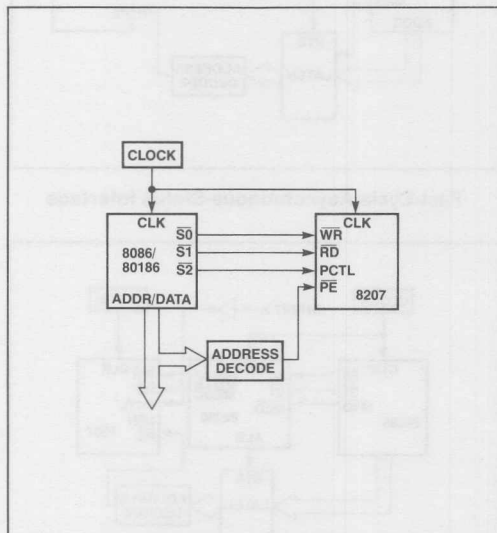 CLOCK
CLK
CLK
8086/
80186
S0
S1
S2
WR
RD
PCTL
PE
8207
ADDR/DATA
ADDRESS
DECODE